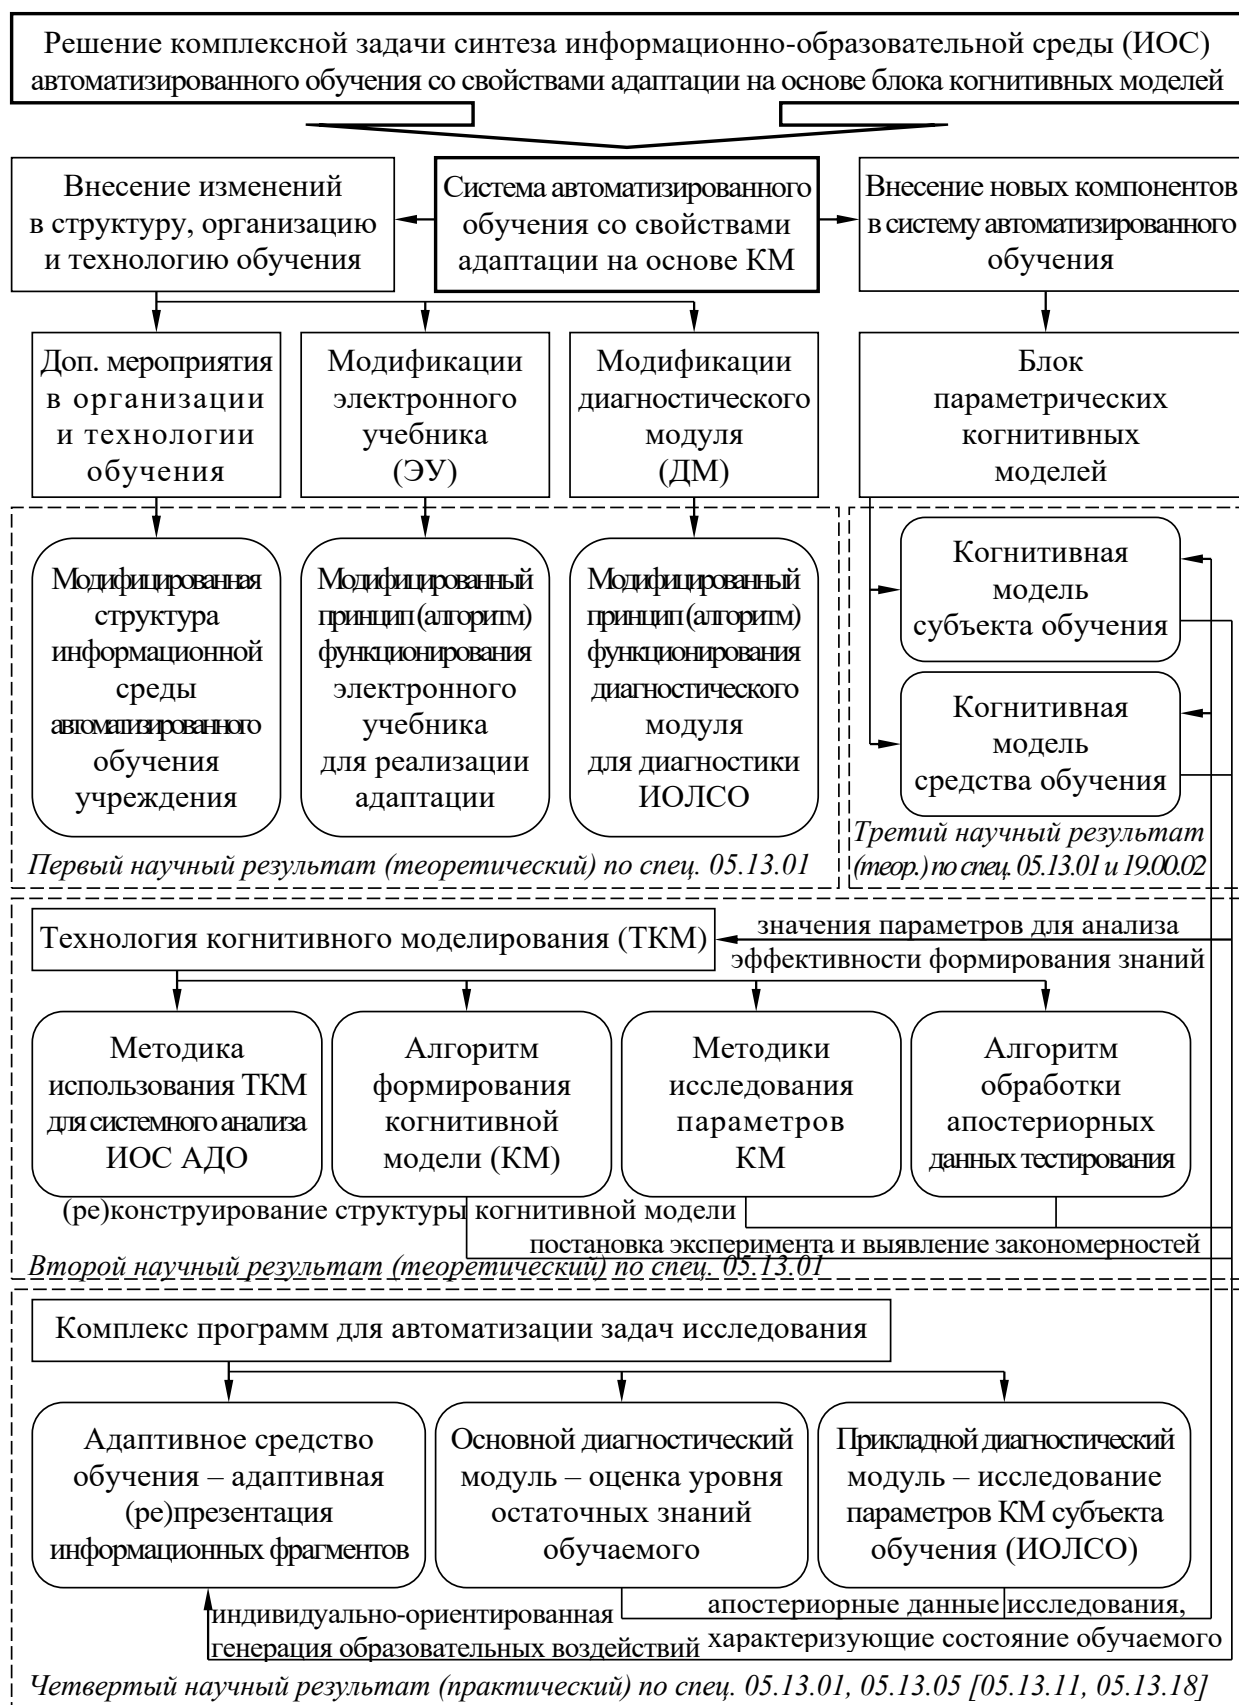 Решение комплексной задачи синтеза информационно-образовательной среды (ИОС)
автоматизированного обучения со свойствами адаптации на основе блока когнитивных моделей
Внесение изменений
в структуру, организацию
и технологию обучения
Система автоматизированного
обучения со свойствами
адаптации на основе КМ
Внесение новых компонентов
в систему автоматизированного
обучения
Доп. мероприятия
в организации
и технологии
обучения
Модификации
электронного
учебника
(ЭУ)
Модификации
диагностического
модуля
(ДМ)
Блок
параметрических
когнитивных
моделей
Модифицированная
структура
информационной
среды
автоматизированного
обучения
учреждения
Модифицированный
принцип (алгоритм)
функционирования
электронного
учебника
для реализации
адаптации
Модифицированный
принцип (алгоритм)
функционирования
диагностического
модуля
для диагностики
ИОЛСО
Когнитивная
модель
субъекта обучения
Когнитивная
модель
средства обучения
Первый научный результат (теоретический) по спец. 05.13.01
Третий научный результат
(теор.) по спец. 05.13.01 и 19.00.02
Технология когнитивного моделирования (ТКМ)
значения параметров для анализа
эффективности формирования знаний
Методика
использования ТКМ
для системного анализа
ИОС АДО
Алгоритм
формирования
когнитивной
модели (КМ)
Методики
исследования
параметров
КМ
Алгоритм
обработки
апостериорных
данных тестирования
(ре)конструирование структуры когнитивной модели
постановка эксперимента и выявление закономерностей
Второй научный результат (теоретический) по спец. 05.13.01
Комплекс программ для автоматизации задач исследования
Адаптивное средство
обучения – адаптивная
(ре)презентация
информационных фрагментов
Основной диагностический
модуль – оценка уровня
остаточных знаний
обучаемого
Прикладной диагностический
модуль – исследование
параметров КМ субъекта
обучения (ИОЛСО)
индивидуально-ориентированная
генерация образовательных воздействий
апостериорные данные исследования,
характеризующие состояние обучаемого
Четвертый научный результат (практический) по спец. 05.13.01, 05.13.05 [05.13.11, 05.13.18]